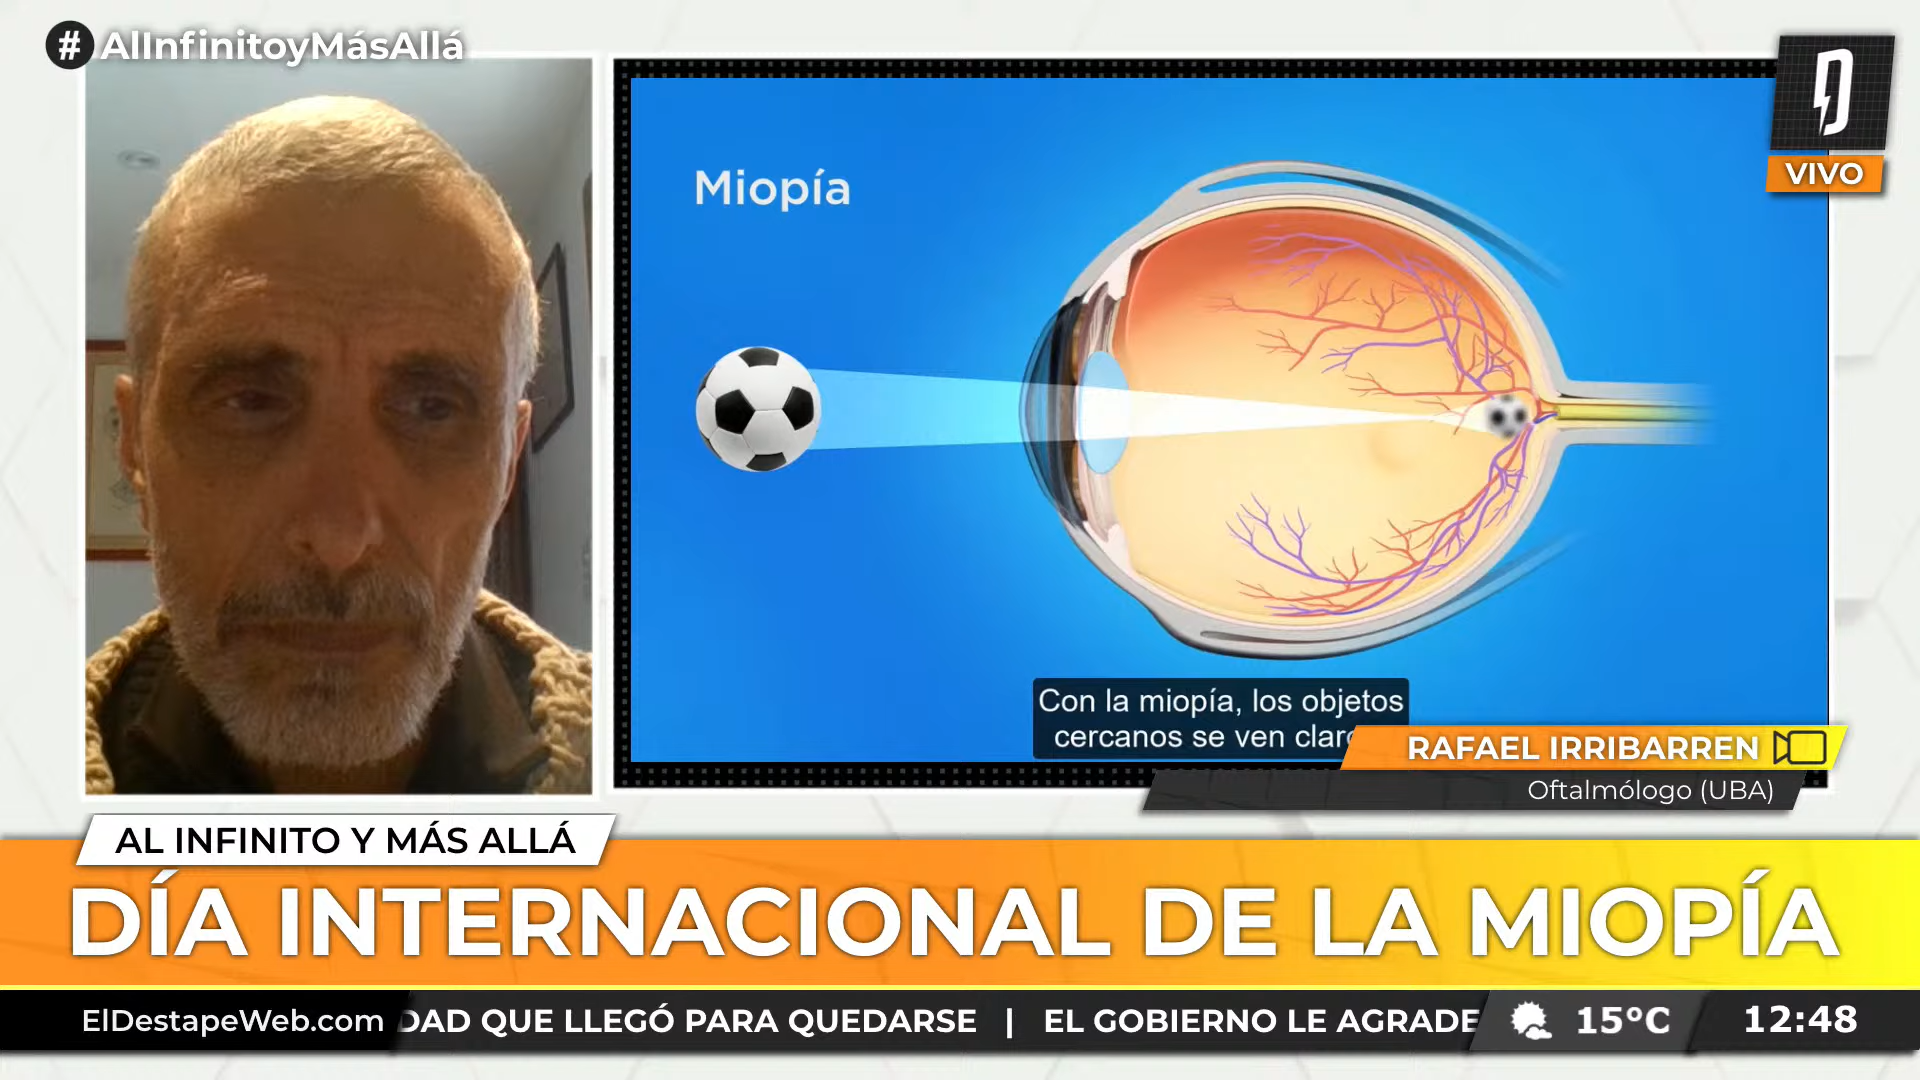 # AlInfinitoyMásAllá
VIVO
Miopía
Con la miopía, los objetos
cercanos se ven clar
RAFAEL IRRIBARREN
Oftalmólogo (UBA)
AL INFINITO Y MÁS ALLÁ
DÍA INTERNACIONAL DE LA MIOPÍA
ElDestapeWeb.com DAD QUE LLEGÓ PARA QUEDARSE | EL GOBIERNO LE AGRADE 15°C 12:48